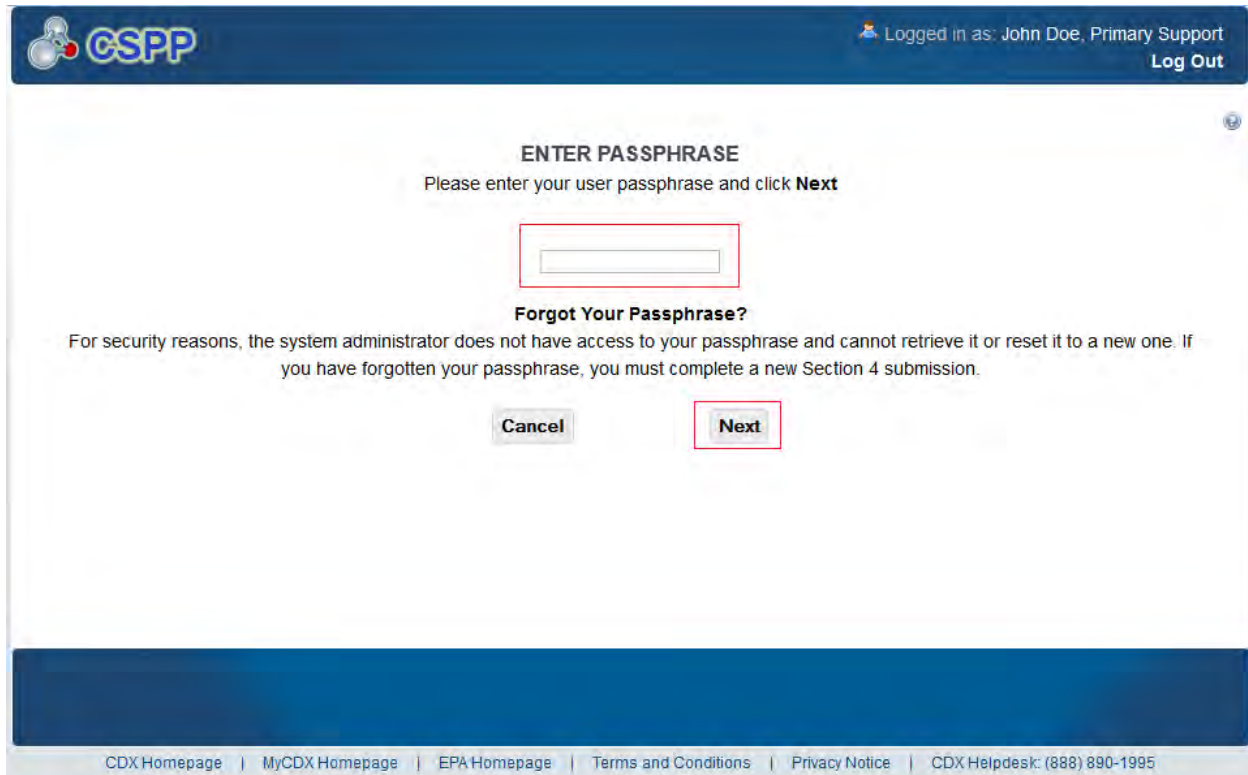 CSPP
Logged in as: John Doe, Primary Support
Log Out
ENTER PASSPHRASE
Please enter your user passphrase and click Next
Forgot Your Passphrase?
For security reasons, the system administrator does not have access to your passphrase and cannot retrieve it or reset it to a new one. If
you have forgotten your passphrase, you must complete a new Section 4 submission.
Cancel Next
CDX Homepage | MyCDX Homepage | EPA Homepage | Terms and Conditions | Privacy Notice | CDX Helpdesk: (888) 890-1995